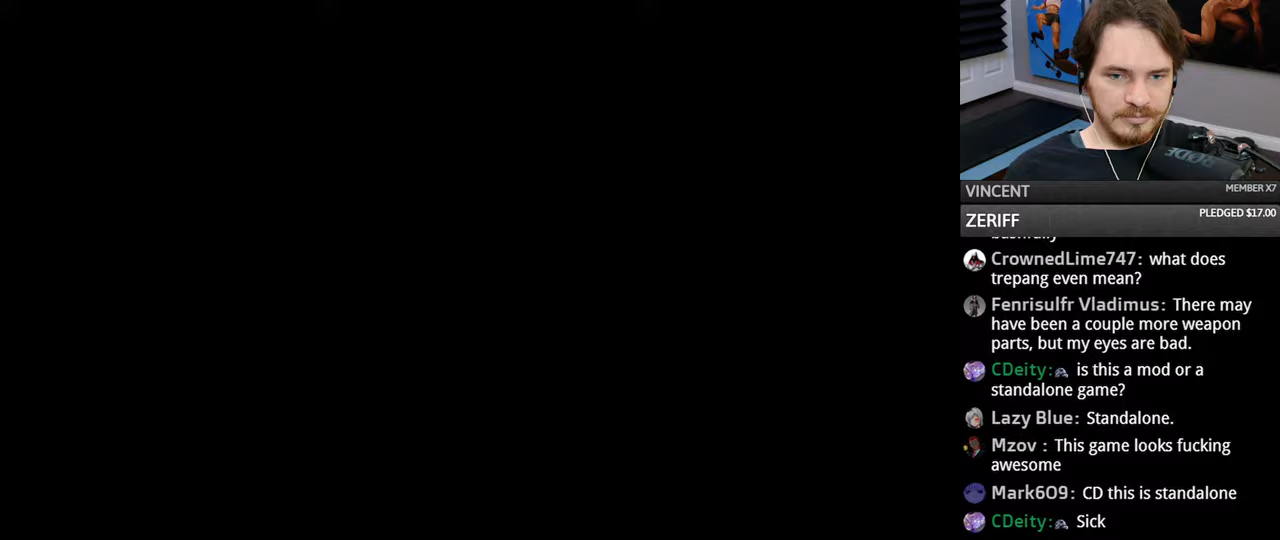 RØDE
VINCENT
MEMBER X7
ZERIFF
PLEDGED $17.00
bashfully
CrownedLime747: what does
trepang even mean?
Fenrisulfr Vladimus: There may
have been a couple more weapon
parts, but my eyes are bad.
CDeity: is this a mod or a
standalone game?
Lazy Blue: Standalone.
Mzov : This game looks fucking
awesome
Mark609: CD this is standalone
CDeity: Sick